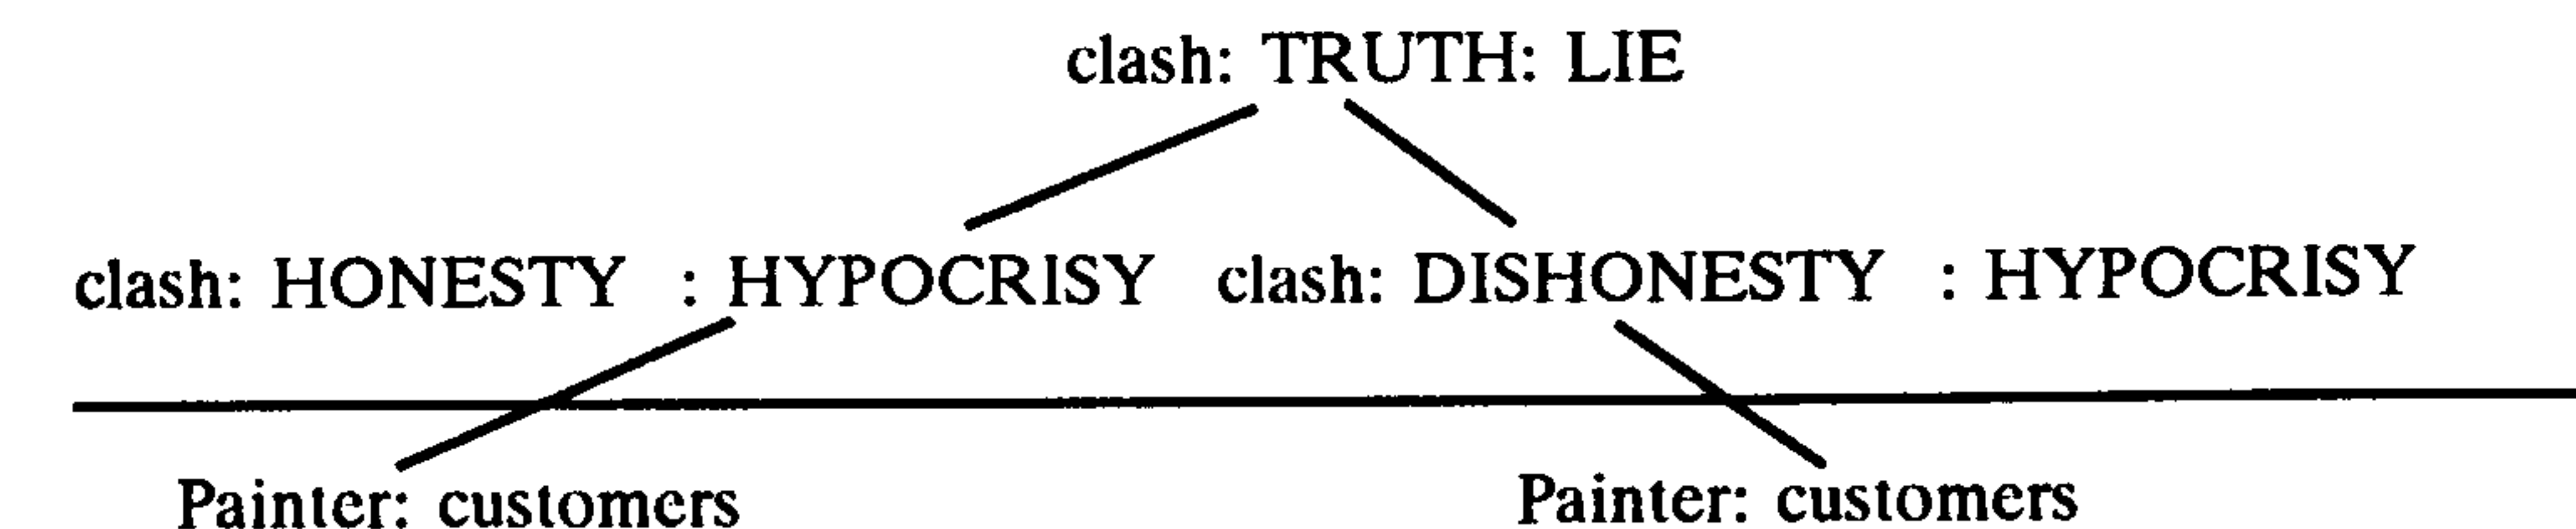 clash: TRUTH: LIE
clash: HONESTY : HYPOCRISY clash: DISHONESTY : HYPOCRISY
Painter: customers Painter: customers